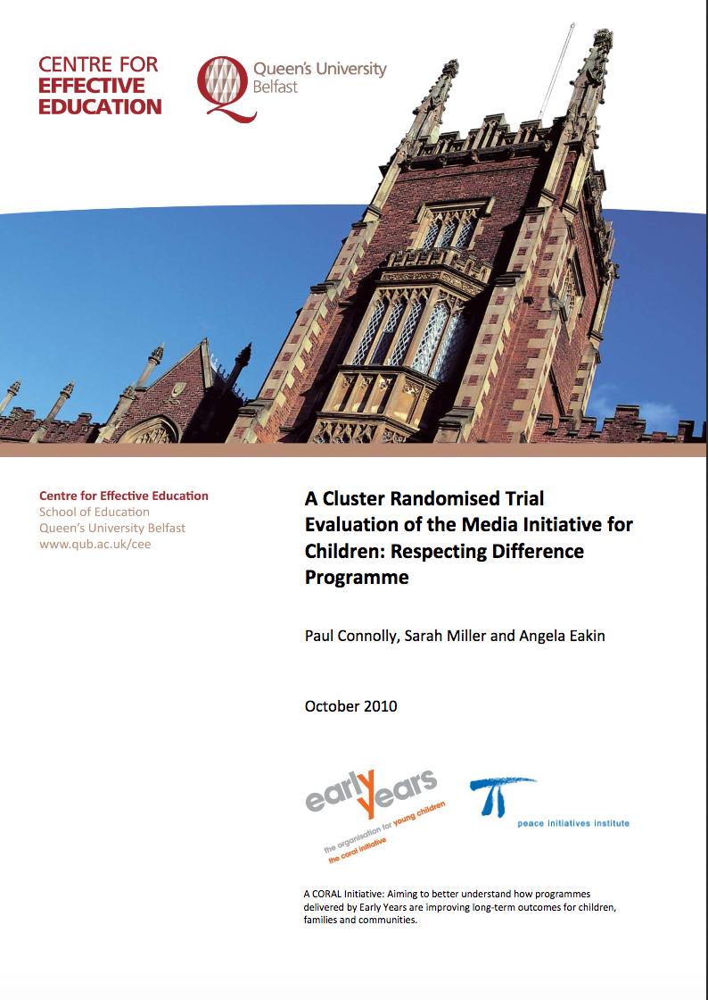 CENTRE FOR
EFFECTIVE
EDUCATION
Queen's University
Belfast
Centre for Effective Education
School of Education
Queen's University Belfast
www.qub.ac.uk/cee
A Cluster Randomised Trial
Evaluation of the Media Initiative for
Children: Respecting Difference
Programme
Paul Connolly, Sarah Miller and Angela Eakin
October 2010
early years
the organisation for young children
the coral initiative
peace initiatives institute
A CORAL Initiative: Aiming to better understand how programmes
delivered by Early Years are improving long-term outcomes for children,
families and communities.